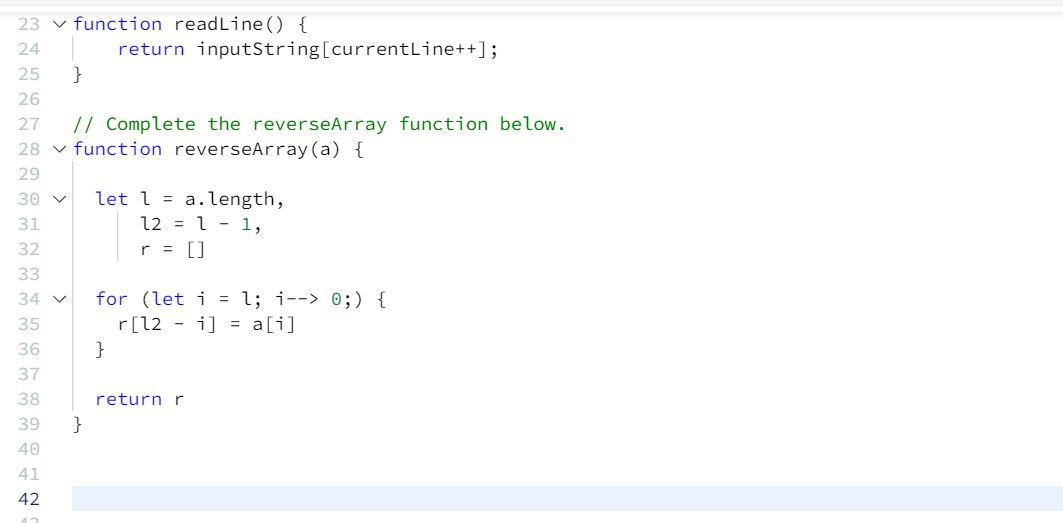 23 function readLine() {
24 return inputString[currentLine++];
25 }
26
27 // Complete the reverseArray function below.
28 function reverseArray(a) {
29
30 let l = a.length,
31 l2 = l - 1,
32 r = []
33
34 for (let i = l; i--> 0;) {
35 r[l2 - i] = a[i]
36 }
37
38 return r
39 }
40
41
42